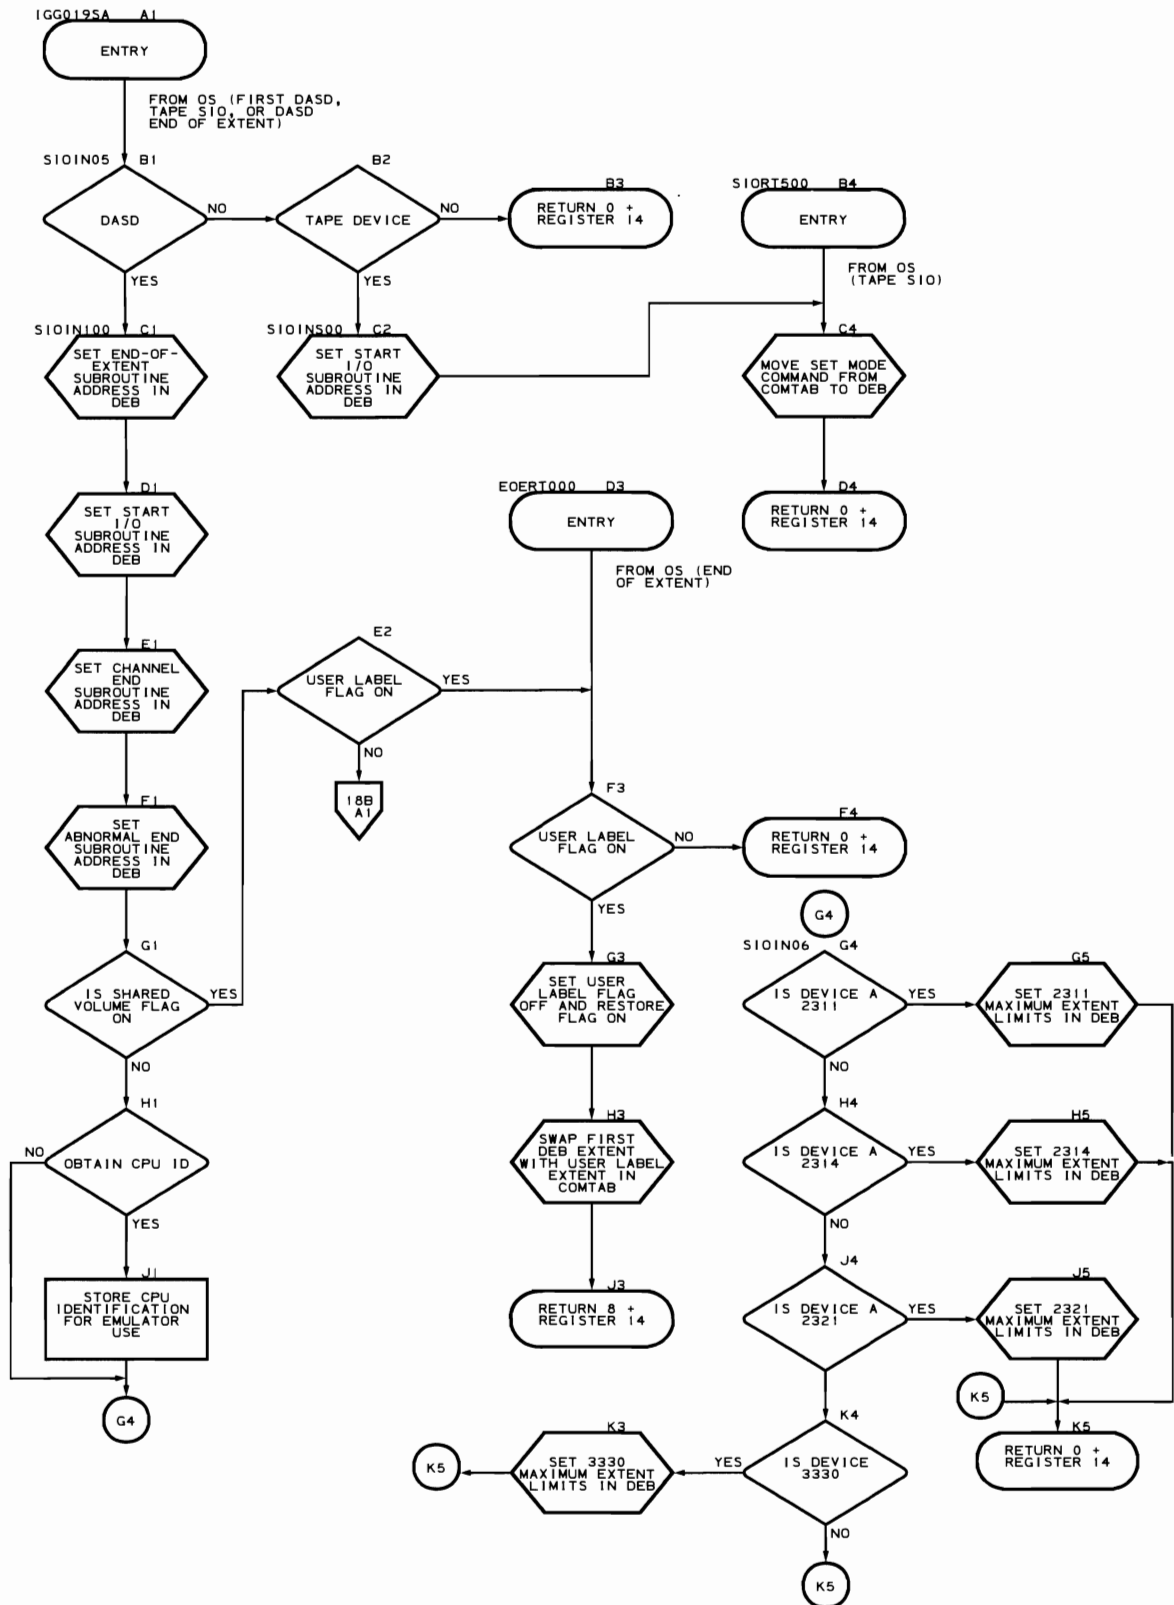 IGG019SA A1
ENTRY
FROM OS (FIRST DASD,
TAPE SIO, OR DASD
END OF EXTENT)
SIOIN05 B1
DASD
NO
YES
B2
TAPE DEVICE
NO
YES
B3
RETURN 0 +
REGISTER 14
SIORT500 B4
ENTRY
FROM OS
(TAPE SIO)
SIOIN100 C1
SET END-OF-
EXTENT
SUBROUTINE
ADDRESS IN
DEB
SIOINS00 C2
SET START
I/O
SUBROUTINE
ADDRESS IN
DEB
C4
MOVE SET MODE
COMMAND FROM
COMTAB TO DEB
D1
SET START
I/O
SUBROUTINE
ADDRESS IN
DEB
EOERT000 D3
ENTRY
FROM OS (END
OF EXTENT)
D4
RETURN 0 +
REGISTER 14
E1
SET CHANNEL
END
SUBROUTINE
ADDRESS IN
DEB
E2
USER LABEL
FLAG ON
YES
NO
18B
A1
F1
SET
ABNORMAL END
SUBROUTINE
ADDRESS IN
DEB
F3
USER LABEL
FLAG ON
NO
YES
F4
RETURN 0 +
REGISTER 14
G4
G1
IS SHARED
VOLUME FLAG
ON
YES
NO
G3
SET USER
LABEL FLAG
OFF AND RESTORE
FLAG ON
SIOIN06 G4
IS DEVICE A
2311
YES
NO
G5
SET 2311
MAXIMUM EXTENT
LIMITS IN DEB
H1
OBTAIN CPU ID
NO
YES
H3
SWAP FIRST
DEB EXTENT
WITH USER LABEL
EXTENT IN
COMTAB
H4
IS DEVICE A
2314
YES
NO
H5
SET 2314
MAXIMUM EXTENT
LIMITS IN DEB
J1
STORE CPU
IDENTIFICATION
FOR EMULATOR
USE
G4
J3
RETURN 8 +
REGISTER
14
J4
IS DEVICE A
2321
YES
J5
SET 2321
MAXIMUM EXTENT
LIMITS IN DEB
K5
K5
RETURN 0 +
REGISTER
14
K5
K3
SET 3330
MAXIMUM EXTENT
LIMITS IN DEB
YES
K4
IS DEVICE
3330
NO
K5